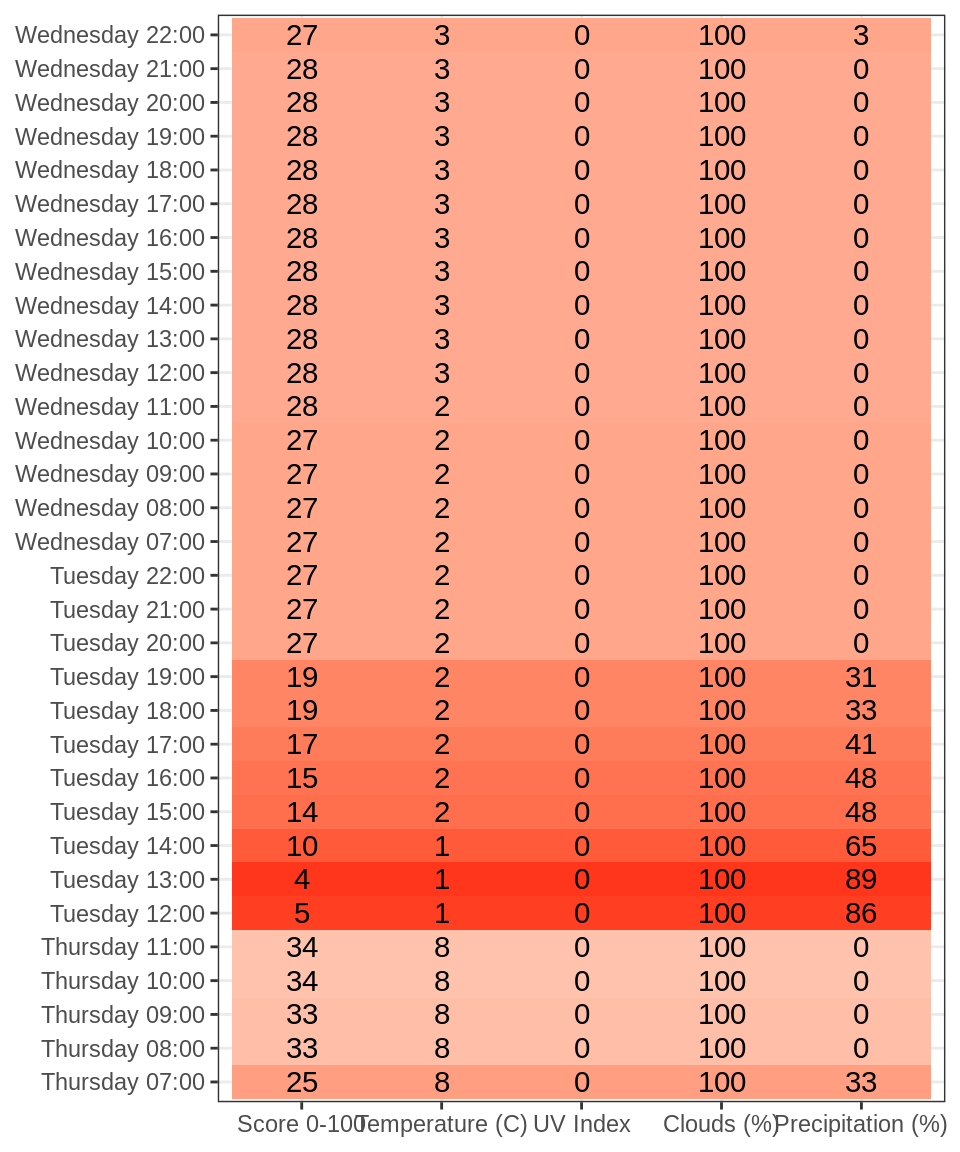 Wednesday 22:00 27 3 0 100 3
Wednesday 21:00 28 3 0 100 0
Wednesday 20:00 28 3 0 100 0
Wednesday 19:00 28 3 0 100 0
Wednesday 18:00 28 3 0 100 0
Wednesday 17:00 28 3 0 100 0
Wednesday 16:00 28 3 0 100 0
Wednesday 15:00 28 3 0 100 0
Wednesday 14:00 28 3 0 100 0
Wednesday 13:00 28 3 0 100 0
Wednesday 12:00 28 3 0 100 0
Wednesday 11:00 28 2 0 100 0
Wednesday 10:00 27 2 0 100 0
Wednesday 09:00 27 2 0 100 0
Wednesday 08:00 27 2 0 100 0
Wednesday 07:00 27 2 0 100 0
Tuesday 22:00 27 2 0 100 0
Tuesday 21:00 27 2 0 100 0
Tuesday 20:00 27 2 0 100 0
Tuesday 19:00 19 2 0 100 31
Tuesday 18:00 19 2 0 100 33
Tuesday 17:00 17 2 0 100 41
Tuesday 16:00 15 2 0 100 48
Tuesday 15:00 14 2 0 100 48
Tuesday 14:00 10 1 0 100 65
Tuesday 13:00 4 1 0 100 89
Tuesday 12:00 5 1 0 100 86
Thursday 11:00 34 8 0 100 0
Thursday 10:00 34 8 0 100 0
Thursday 09:00 33 8 0 100 0
Thursday 08:00 33 8 0 100 0
Thursday 07:00 25 8 0 100 33
Score 0-100 Temperature (C) UV Index Clouds (%) Precipitation (%)